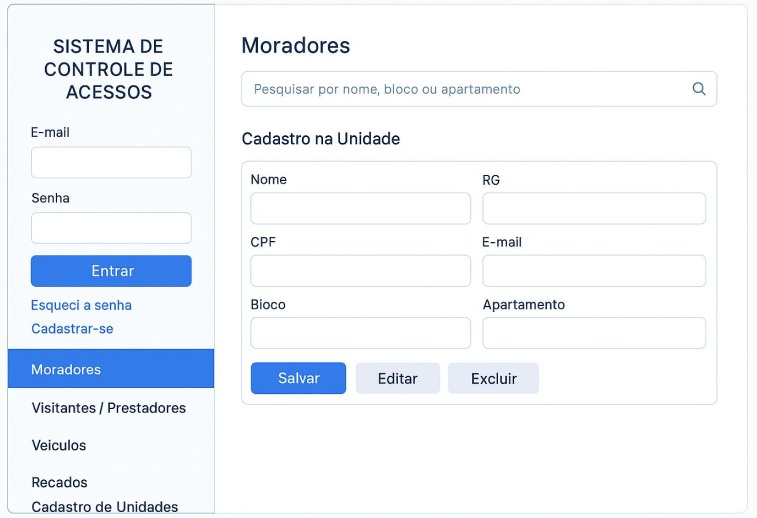 SISTEMA DE
CONTROLE DE
ACESSOS
E-mail
Senha
Entrar
Esqueci a senha
Cadastrar-se
Moradores
Visitantes / Prestadores
Veiculos
Recados
Cadastro de Unidades
Moradores
Pesquisar por nome, bloco ou apartamento
Cadastro na Unidade
Nome RG
CPF E-mail
Bioco Apartamento
Salvar Editar Excluir